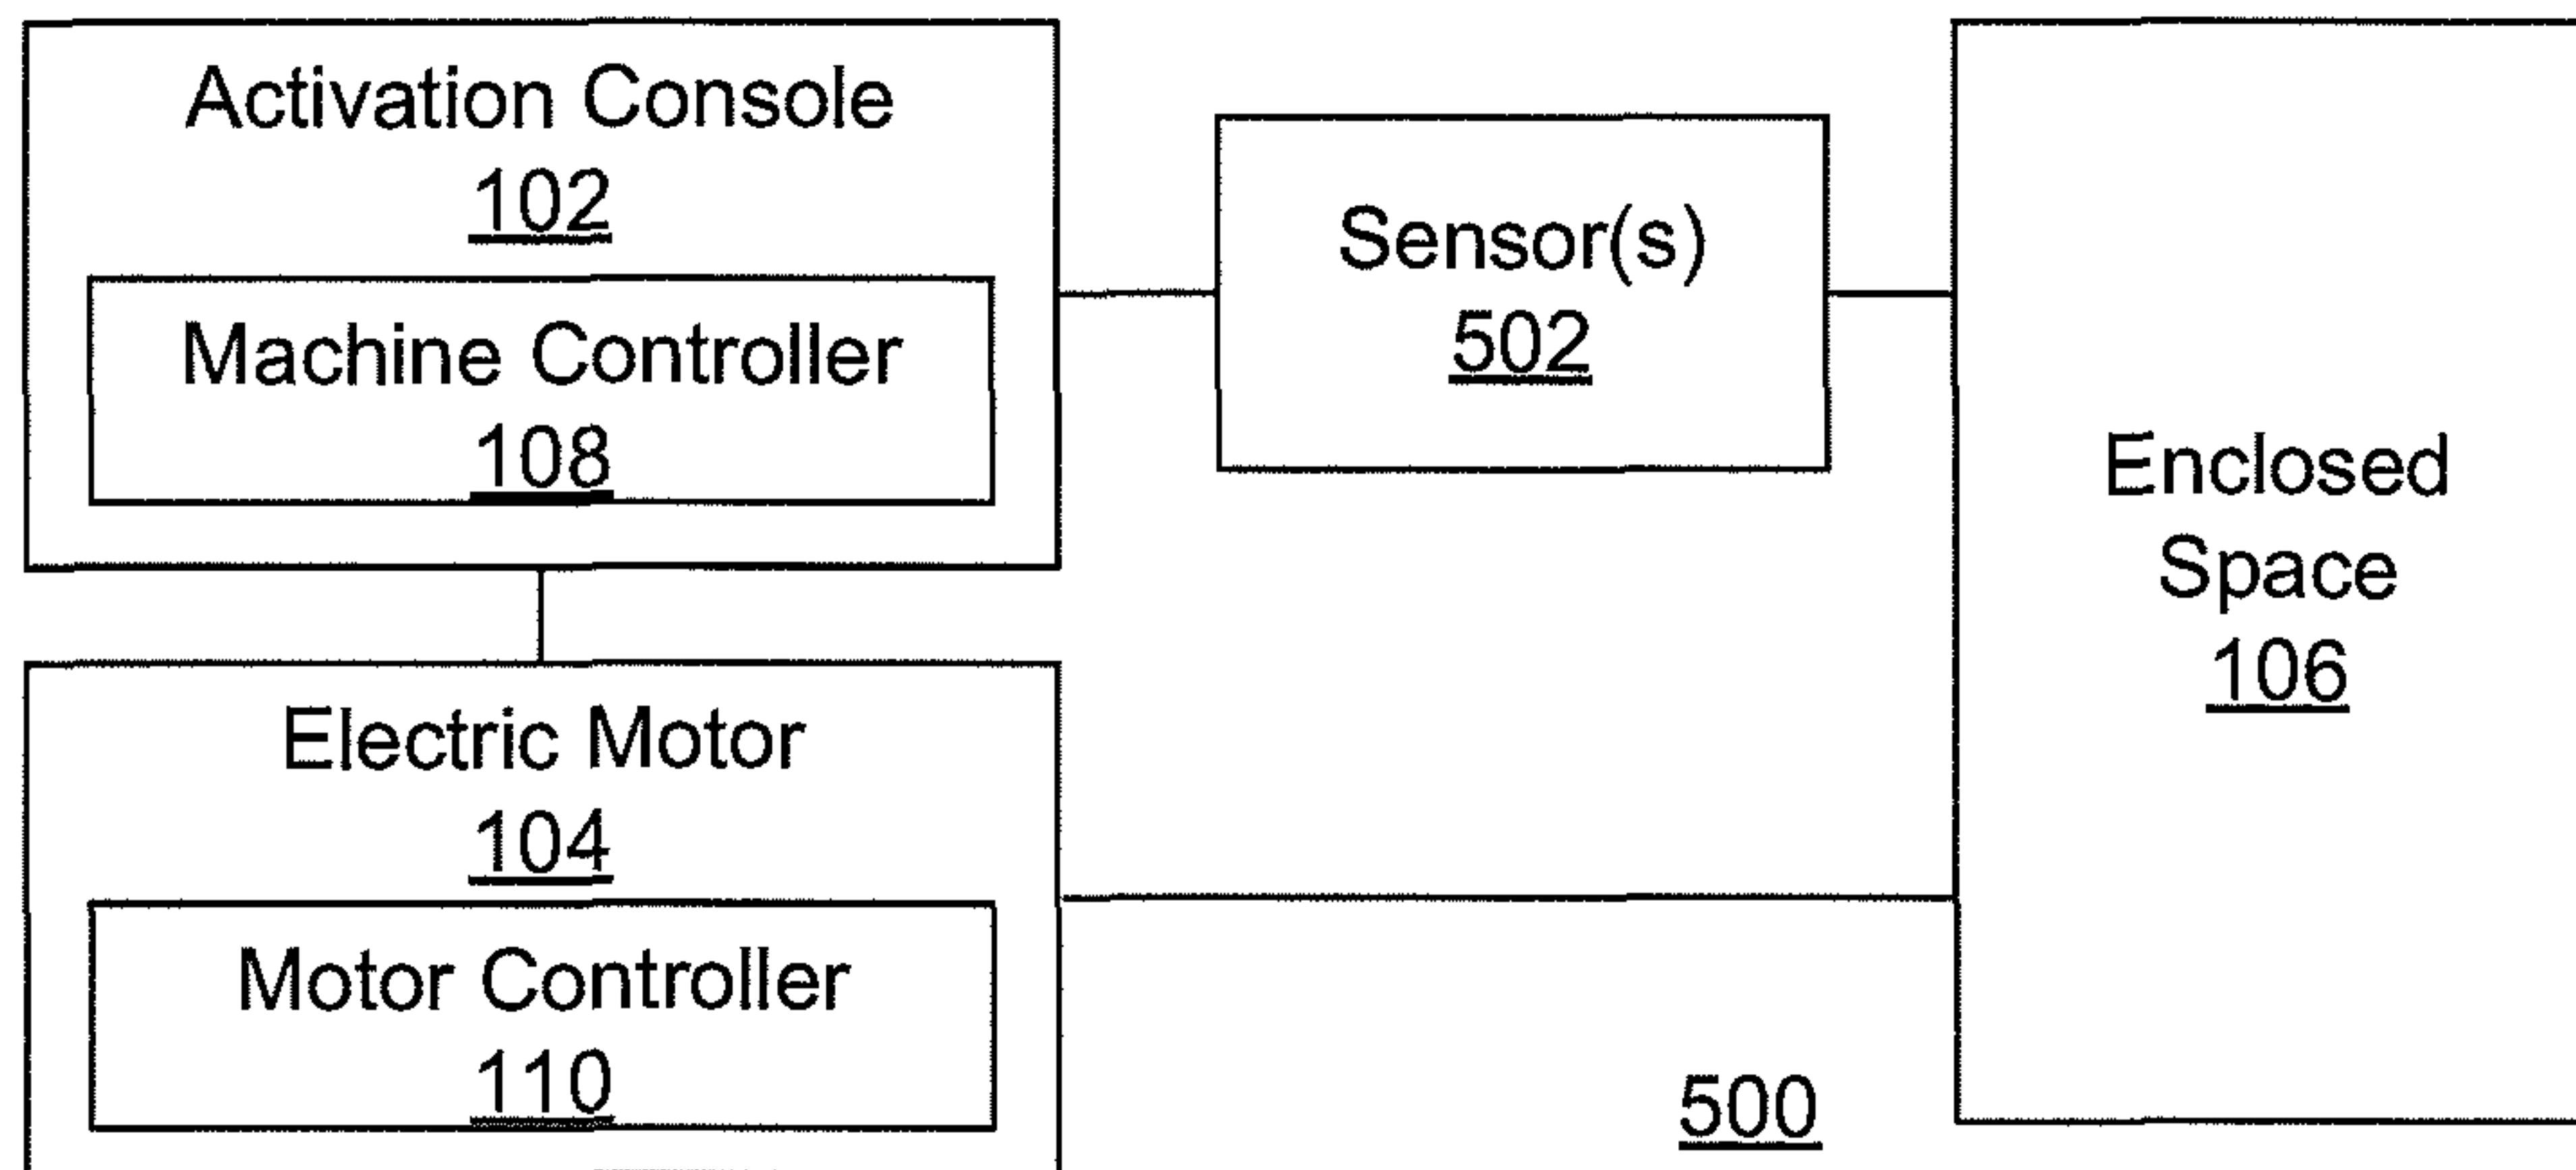 Activation Console
102
Machine Controller
108
Sensor(s)
502
Enclosed
Space
106
Electric Motor
104
Motor Controller
110
500